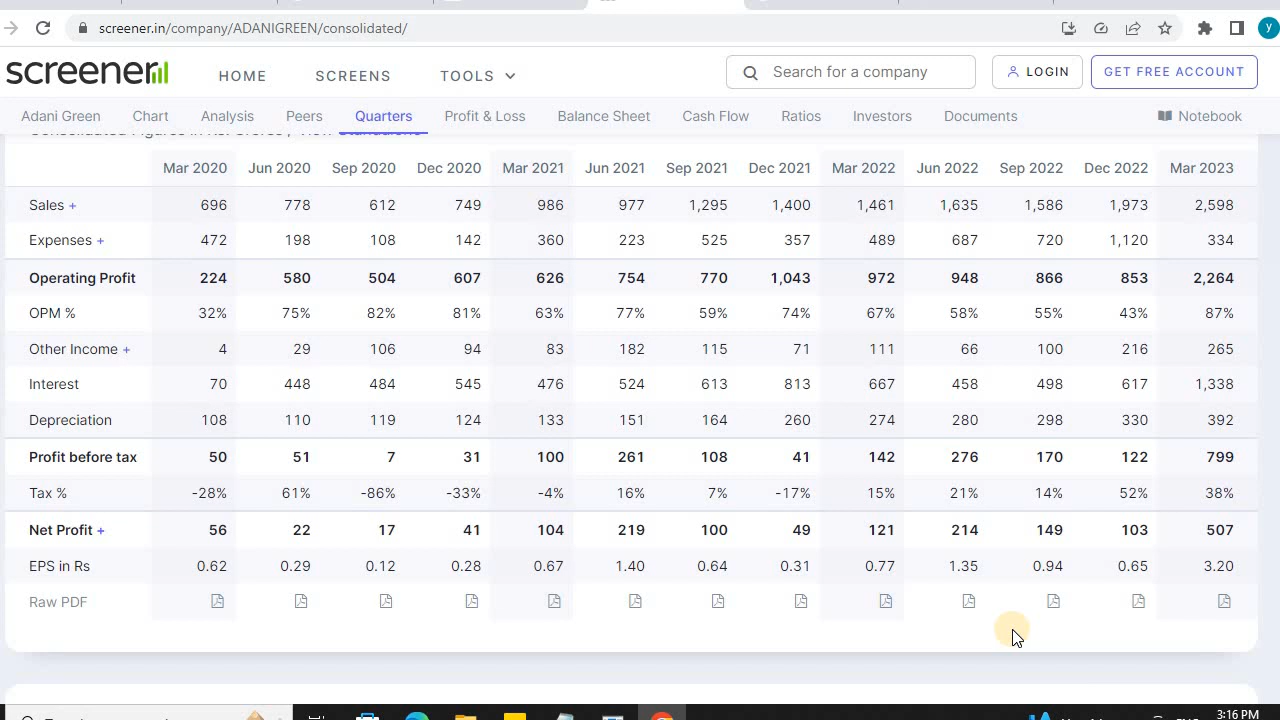 screener.in/company/ADANIGREEN/consolidated/
y
screener
HOME SCREENS TOOLS
Search for a company
LOGIN GET FREE ACCOUNT
Adani Green Chart Analysis Peers Quarters Profit & Loss Balance Sheet Cash Flow Ratios Investors Documents Notebook
Consolidated Figures in Rs. Crores / View Standalone
Mar 2020 Jun 2020 Sep 2020 Dec 2020 Mar 2021 Jun 2021 Sep 2021 Dec 2021 Mar 2022 Jun 2022 Sep 2022 Dec 2022 Mar 2023
Sales + 696 778 612 749 986 977 1,295 1,400 1,461 1,635 1,586 1,973 2,598
Expenses + 472 198 108 142 360 223 525 357 489 687 720 1,120 334
Operating Profit 224 580 504 607 626 754 770 1,043 972 948 866 853 2,264
OPM % 32% 75% 82% 81% 63% 77% 59% 74% 67% 58% 55% 43% 87%
Other Income + 4 29 106 94 83 182 115 71 111 66 100 216 265
Interest 70 448 484 545 476 524 613 813 667 458 498 617 1,338
Depreciation 108 110 119 124 133 151 164 260 274 280 298 330 392
Profit before tax 50 51 7 31 100 261 108 41 142 276 170 122 799
Tax % -28% 61% -86% -33% -4% 16% 7% -17% 15% 21% 14% 52% 38%
Net Profit + 56 22 17 41 104 219 100 49 121 214 149 103 507
EPS in Rs 0.62 0.29 0.12 0.28 0.67 1.40 0.64 0.31 0.77 1.35 0.94 0.65 3.20
Raw PDF
3:16 PM